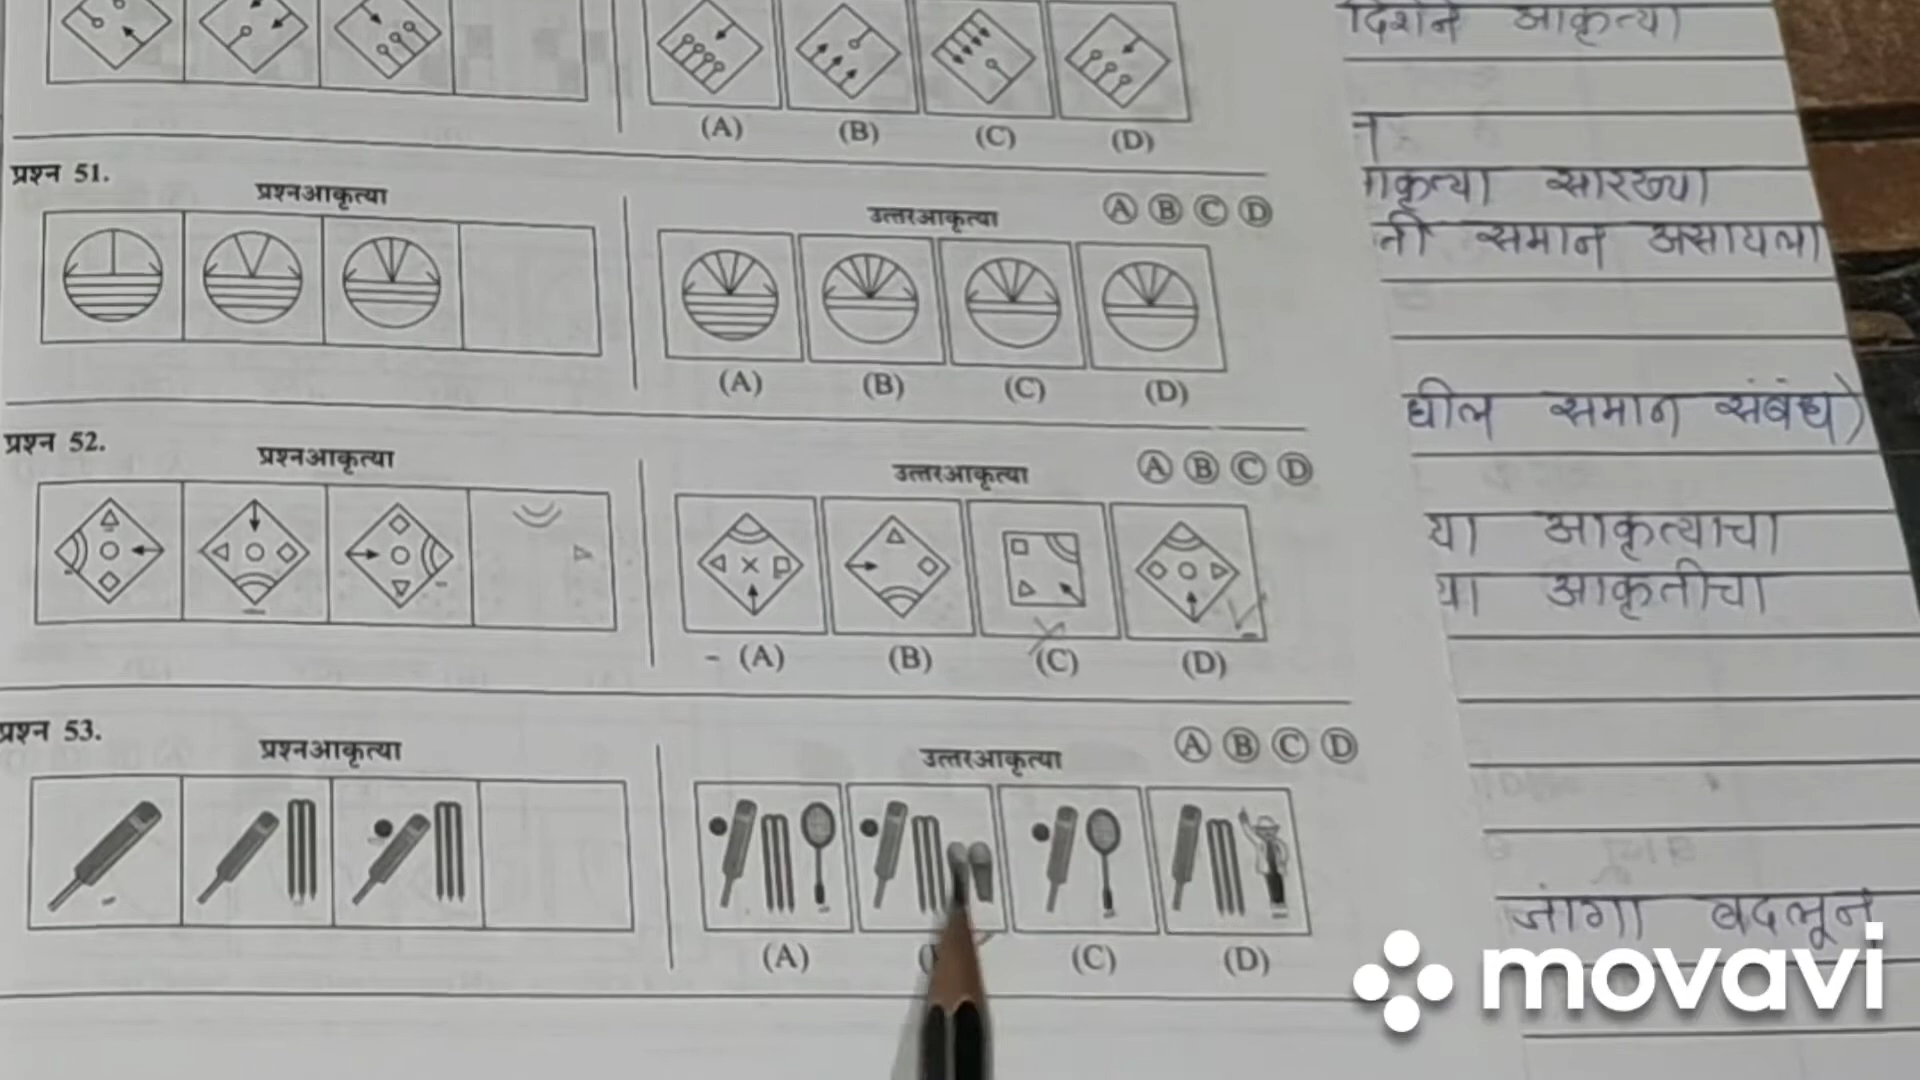 दिशेने आकृत्या
(A) (B) (C) (D)
प्रश्न 51.
प्रश्नआकृत्या
उत्तरआकृत्या
A B C D
सारख्या
समान असायला
(A) (B) (C) (D)
प्रश्न 52.
प्रश्नआकृत्या
उत्तरआकृत्या
A B C D
समान संबंध
या आकृत्याचा
या आकृतीचा
- (A) (B) (C) (D)
प्रश्न 53.
प्रश्नआकृत्या
उत्तरआकृत्या
A B C D
जागा बदलून
(A) (C) (D)
movavi